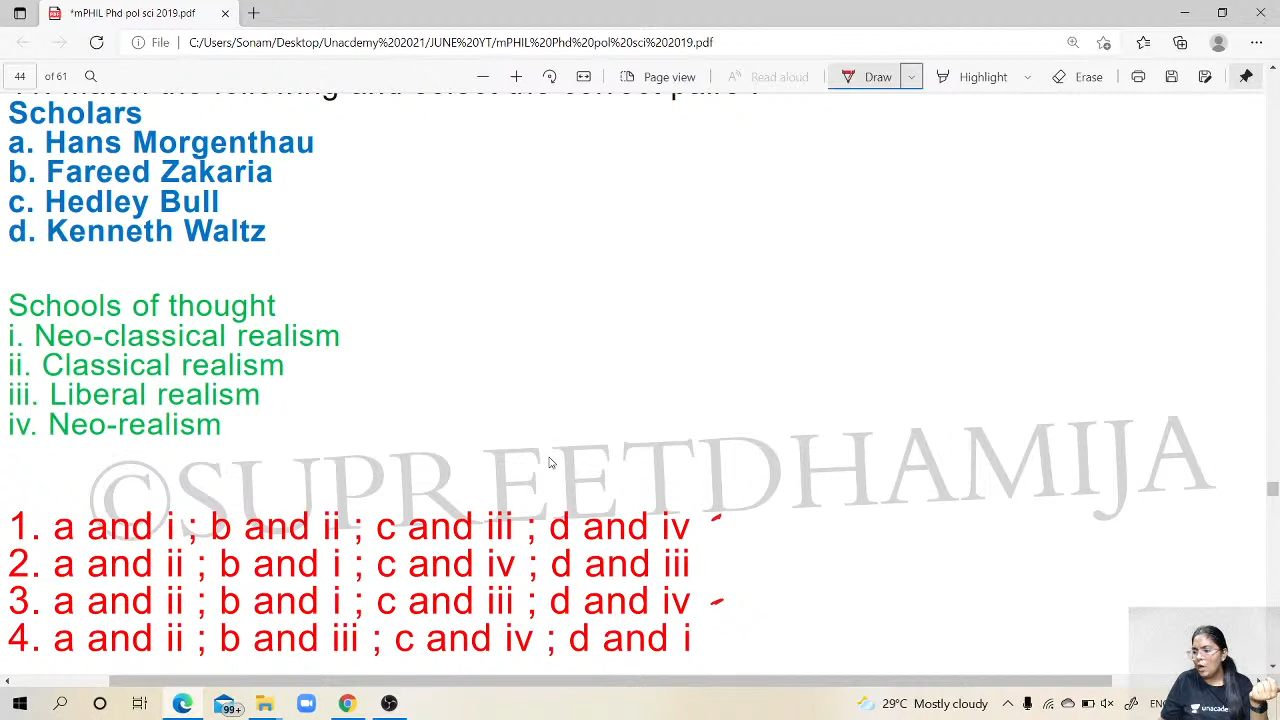 *mPHIL Phd pol sci 2019.pdf
File C:/Users/Sonam/Desktop/Unacdemy%202021/JUNE%20YT/mPHIL%20Phd%20pol%20sci%202019.pdf
44 of 61 Page view Read aloud Draw Highlight Erase
Scholars
a. Hans Morgenthau
b. Fareed Zakaria
c. Hedley Bull
d. Kenneth Waltz
Schools of thought
i. Neo-classical realism
ii. Classical realism
iii. Liberal realism
iv. Neo-realism
©SUPREETDHAMIJA
1. a and i ; b and ii ; c and iii ; d and iv
2. a and ii ; b and i ; c and iv ; d and iii
3. a and ii ; b and i ; c and iii ; d and iv
4. a and ii ; b and iii ; c and iv ; d and i
99+ 29°C Mostly cloudy